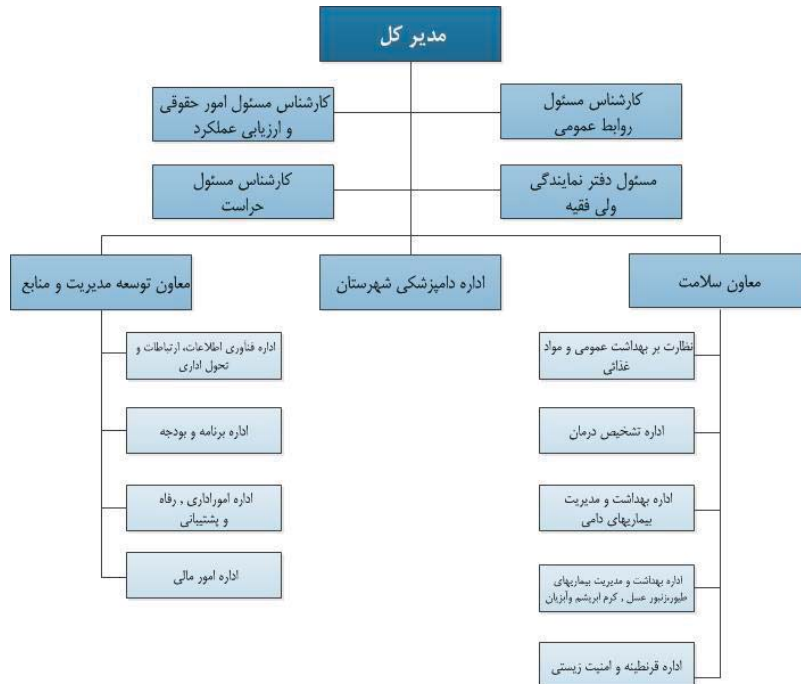 مدیر کل
کارشناس مسئول
روابط عمومی
کارشناس مسئول امور حقوقی
و ارزیابی عملکرد
مسئول دفتر نمایندگی
ولی فقیه
کارشناس مسئول
حراست
معاون سلامت
اداره دامپزشکی شهرستان
معاون توسعه مدیریت و منابع
نظارت بر بهداشت عمومی و مواد
غذائی
اداره تشخیص درمان
اداره بهداشت و مدیریت
بیماریهای دامی
اداره بهداشت و مدیریت بیماریهای
طیور،زنبور عسل , کرم ابریشم وآبزیان
اداره قرنطینه و امنیت زیستی
اداره فناوری اطلاعات، ارتباطات و
تحول اداری
اداره برنامه و بودجه
اداره اموراداری , رفاه
و پشتیبانی
اداره امور مالی